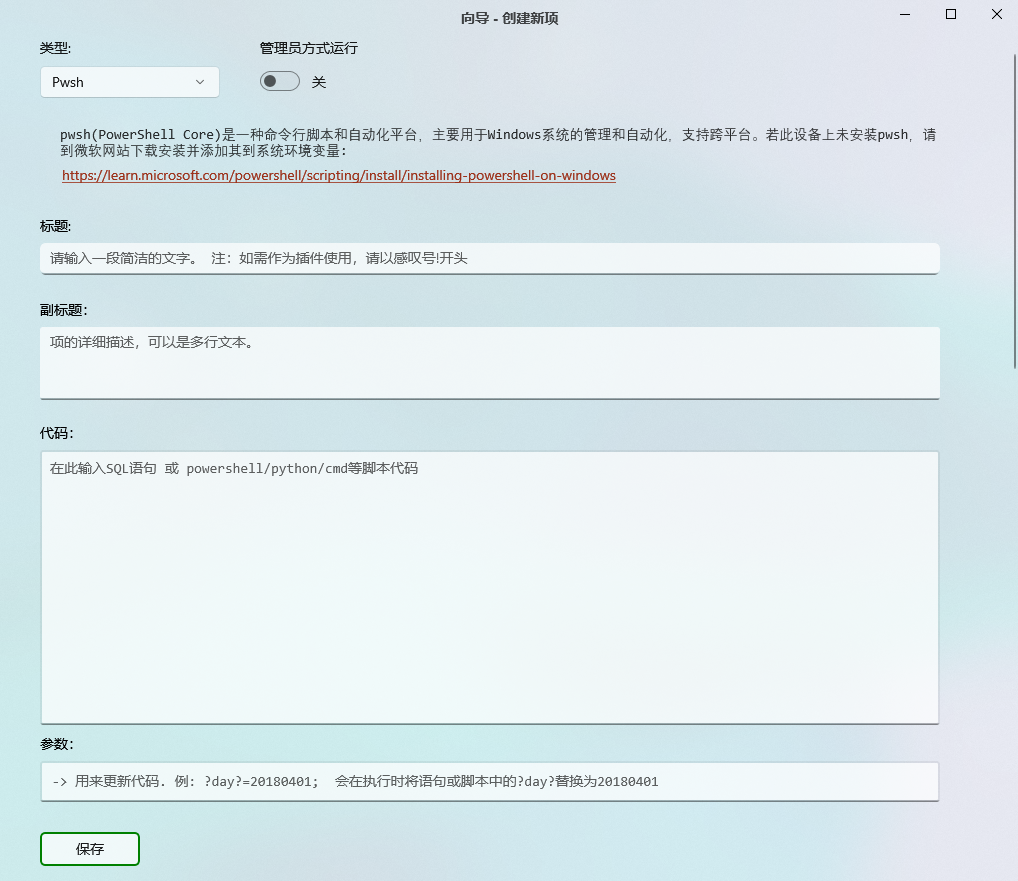 向导 - 创建新项
类型:
管理员方式运行
Pwsh
关
pwsh(PowerShell Core)是一种命令行脚本和自动化平台，主要用于Windows系统的管理和自动化，支持跨平台。若此设备上未安装pwsh，请
到微软网站下载安装并添加其到系统环境变量：
https://learn.microsoft.com/powershell/scripting/install/installing-powershell-on-windows
标题:
请输入一段简洁的文字。 注：如需作为插件使用，请以感叹号!开头
副标题：
项的详细描述，可以是多行文本。
代码：
在此输入SQL语句 或 powershell/python/cmd等脚本代码
参数：
-> 用来更新代码. 例: ?day?=20180401;  会在执行时将语句或脚本中的?day?替换为20180401
保存